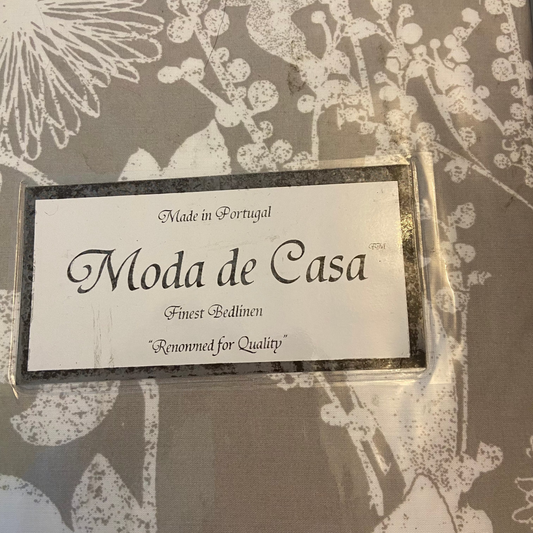 Made in Portugal
Moda de Casa™
Finest Bedlinen
"Renowned for Quality"